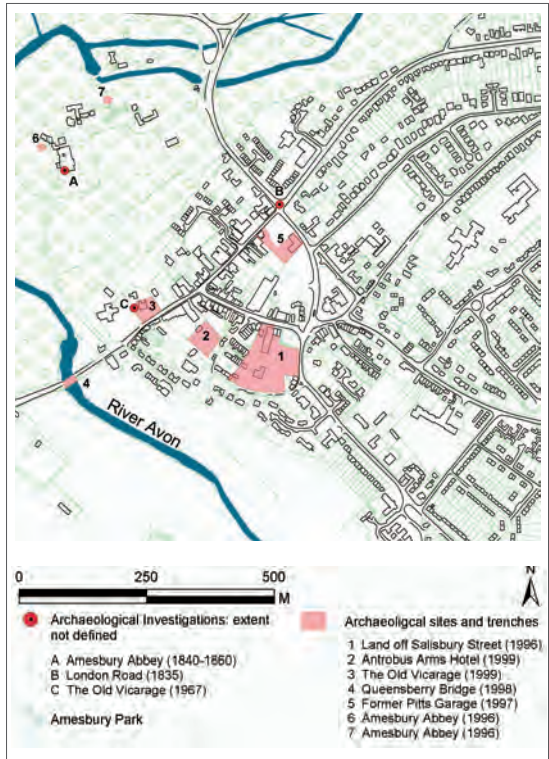 7
6
A
B
5
C
3
2
1
4
River Avon
0 250 500
M
N
Archaeological Investigations: extent
not defined
A Amesbury Abbey (1840-1860)
B London Road (1835)
C The Old Vicarage (1967)
Amesbury Park
Archaeoligcal sites and trenches
1 Land off Salisbury Street (1996)
2 Antrobus Arms Hotel (1999)
3 The Old Vicarage (1999)
4 Queensberry Bridge (1998)
5 Former Pitts Garage (1997)
6 Amesbury Abbey (1996)
7 Amesbury Abbey (1996)